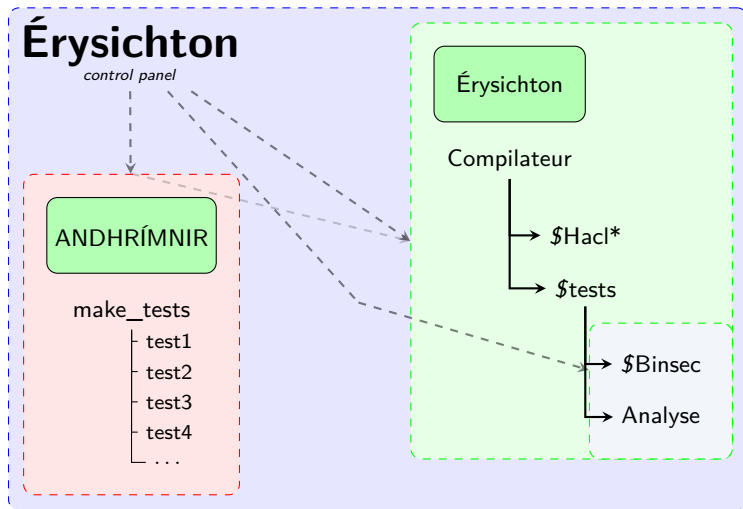 Érysichton
control panel
ANDHRÍMNIR
make_tests
test1
test2
test3
test4
...
Érysichton
Compilateur
$Hacl*
$tests
$Binsec
Analyse